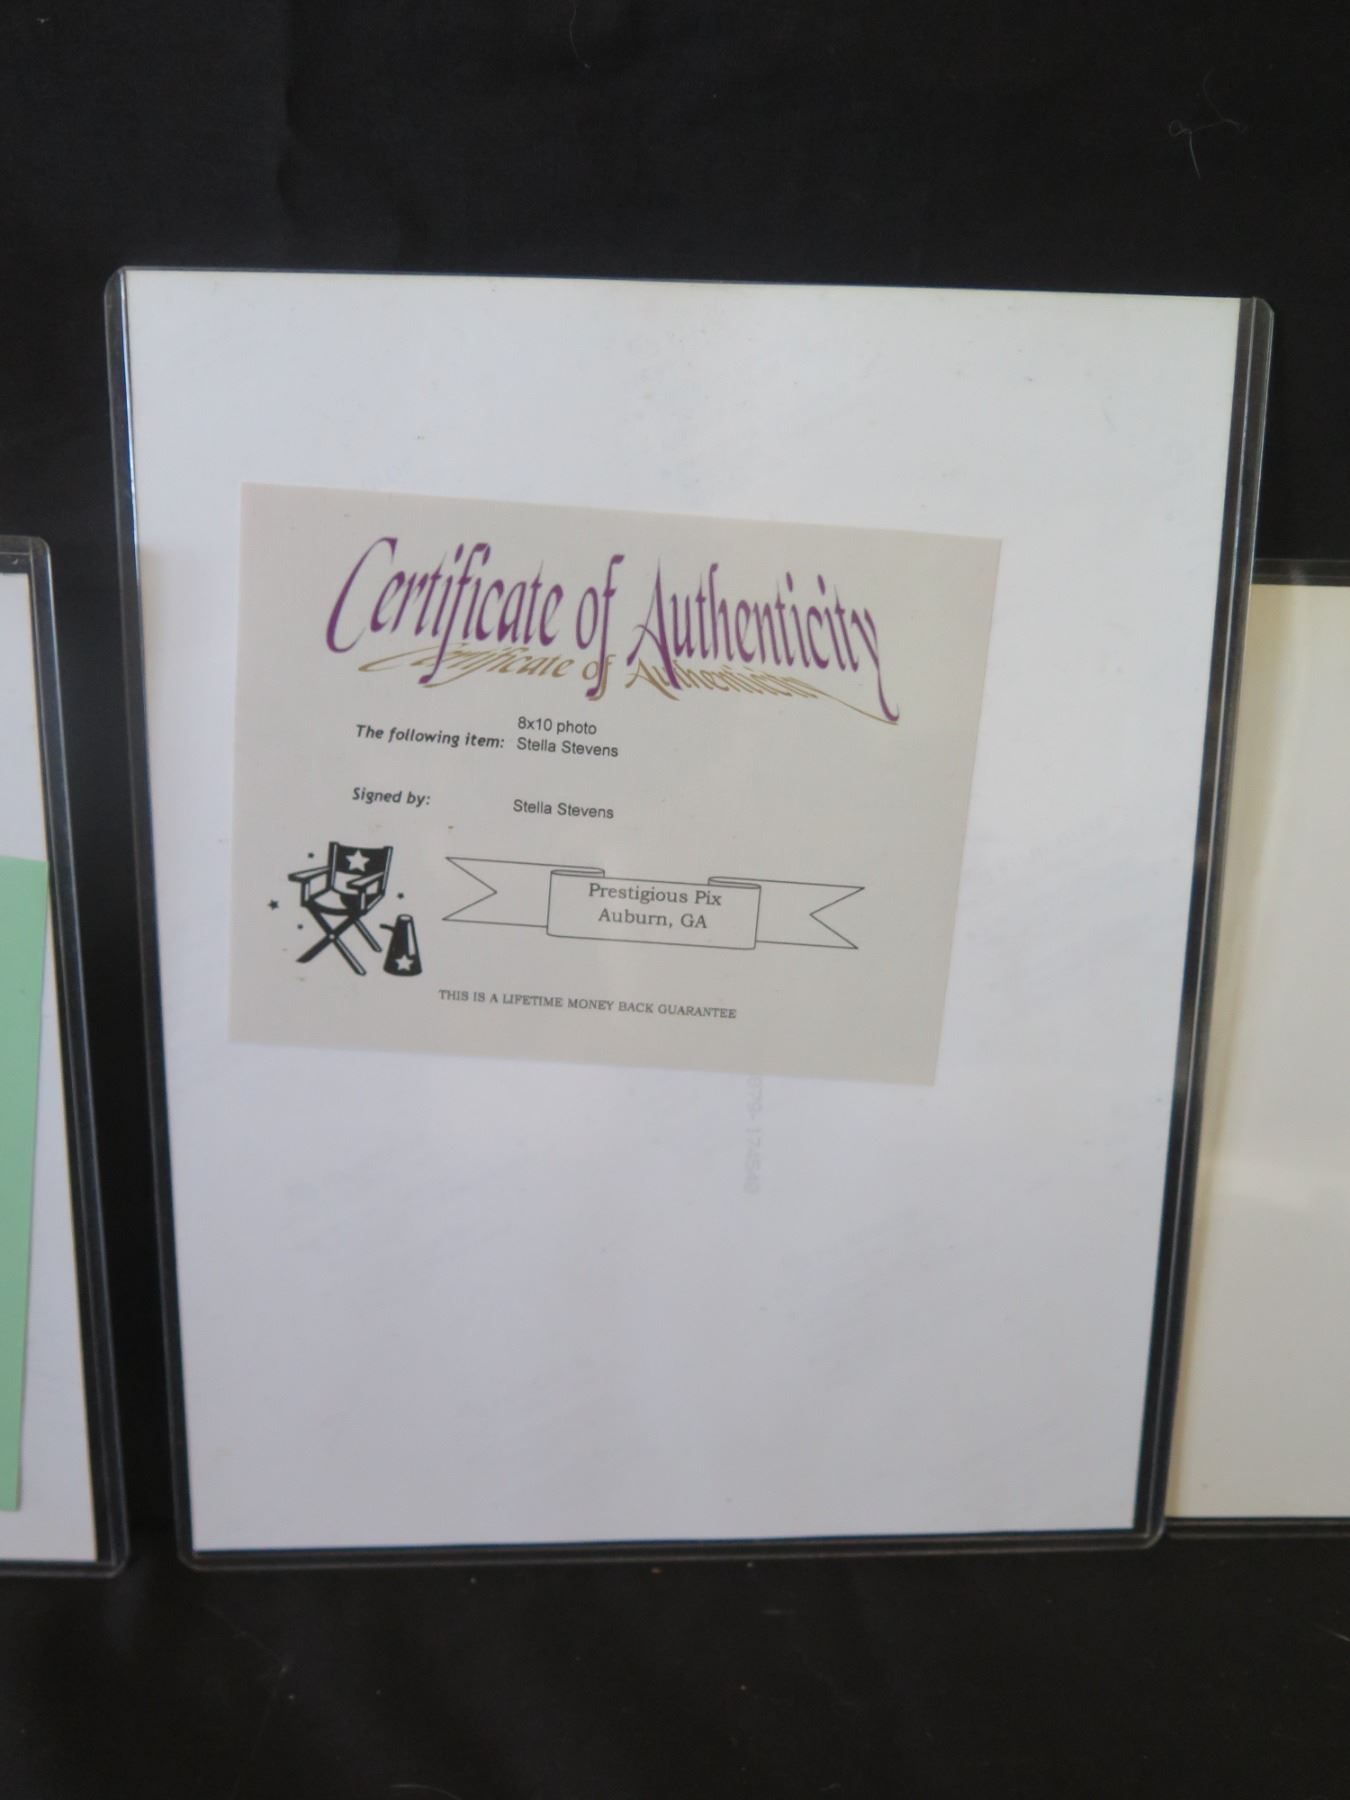 Certificate of Authenticity
Certificate of Authenticity
8x10 photo
The following item: Stella Stevens
Signed by: Stella Stevens
Prestigious Pix
Auburn, GA
THIS IS A LIFETIME MONEY BACK GUARANTEE